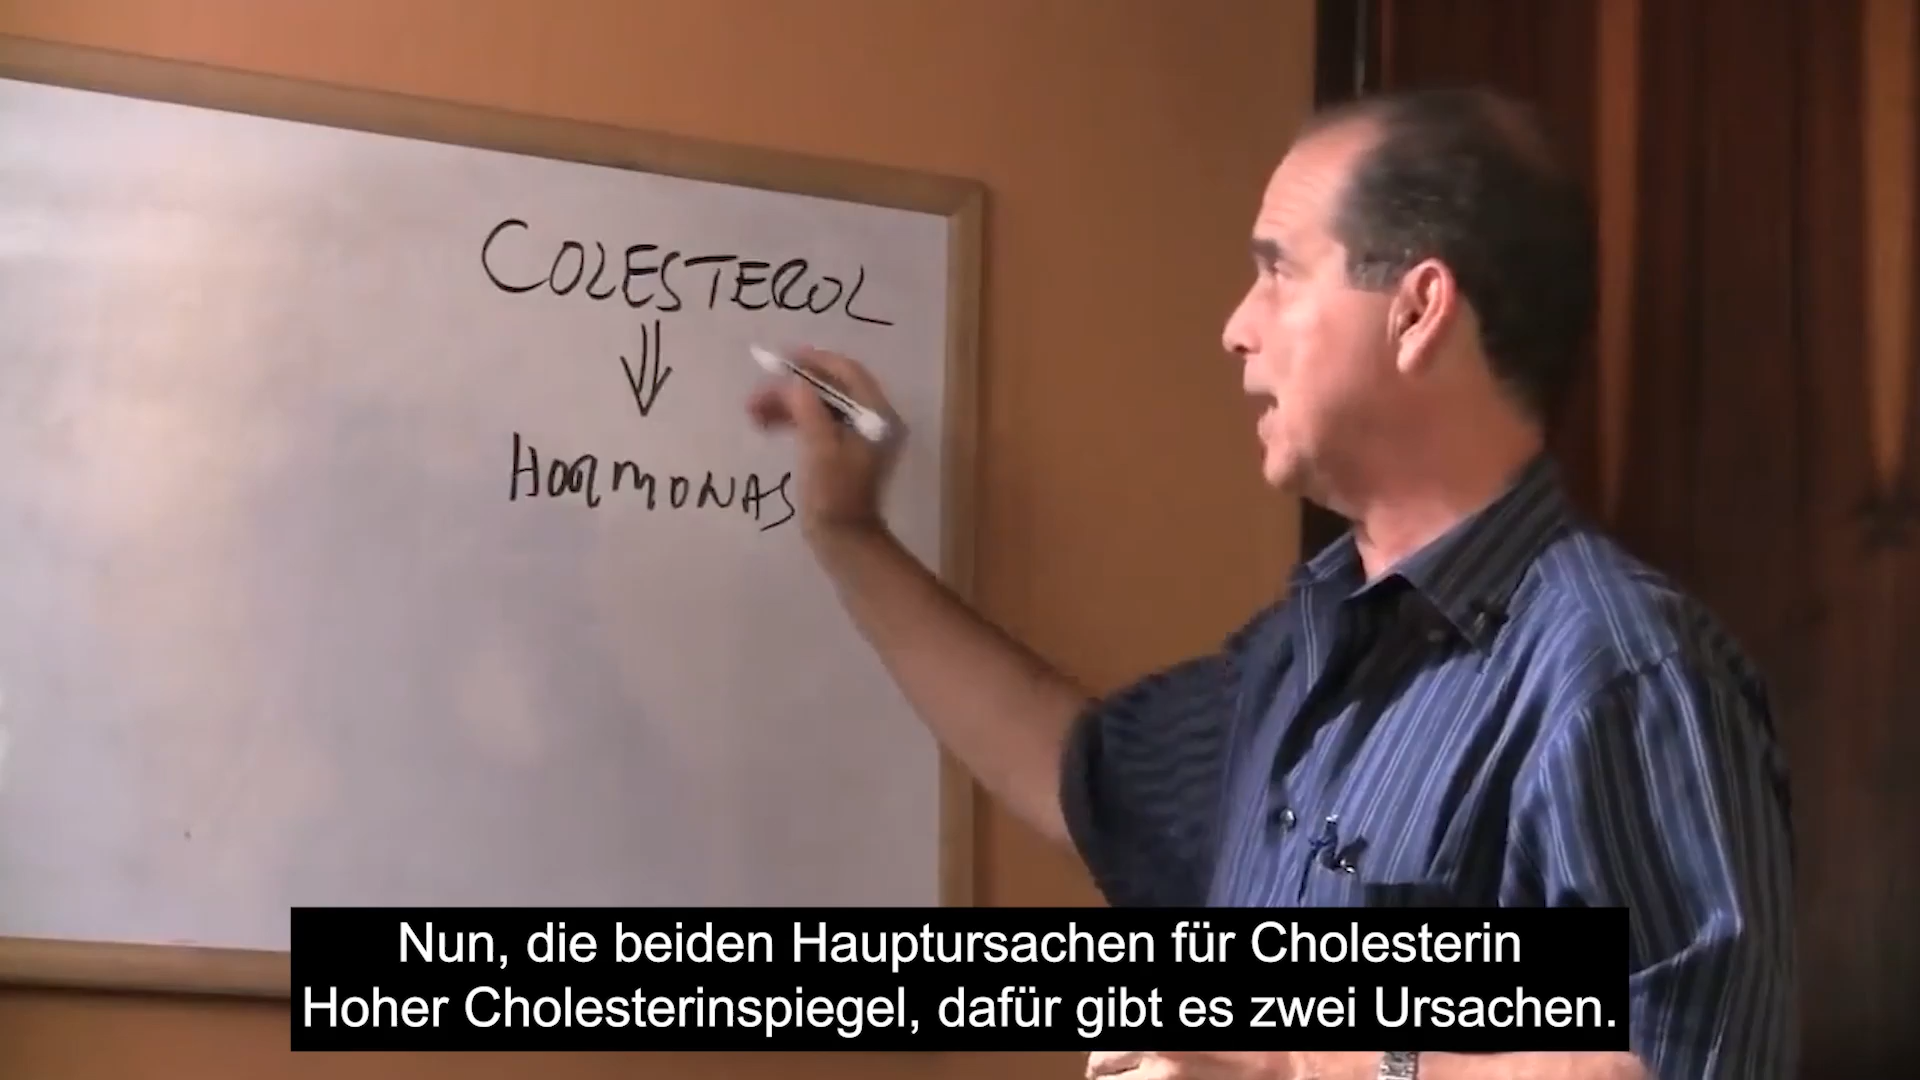 COLESTEROL
HORMONAS
Nun, die beiden Hauptursachen für Cholesterin
Hoher Cholesterinspiegel, dafür gibt es zwei Ursachen.